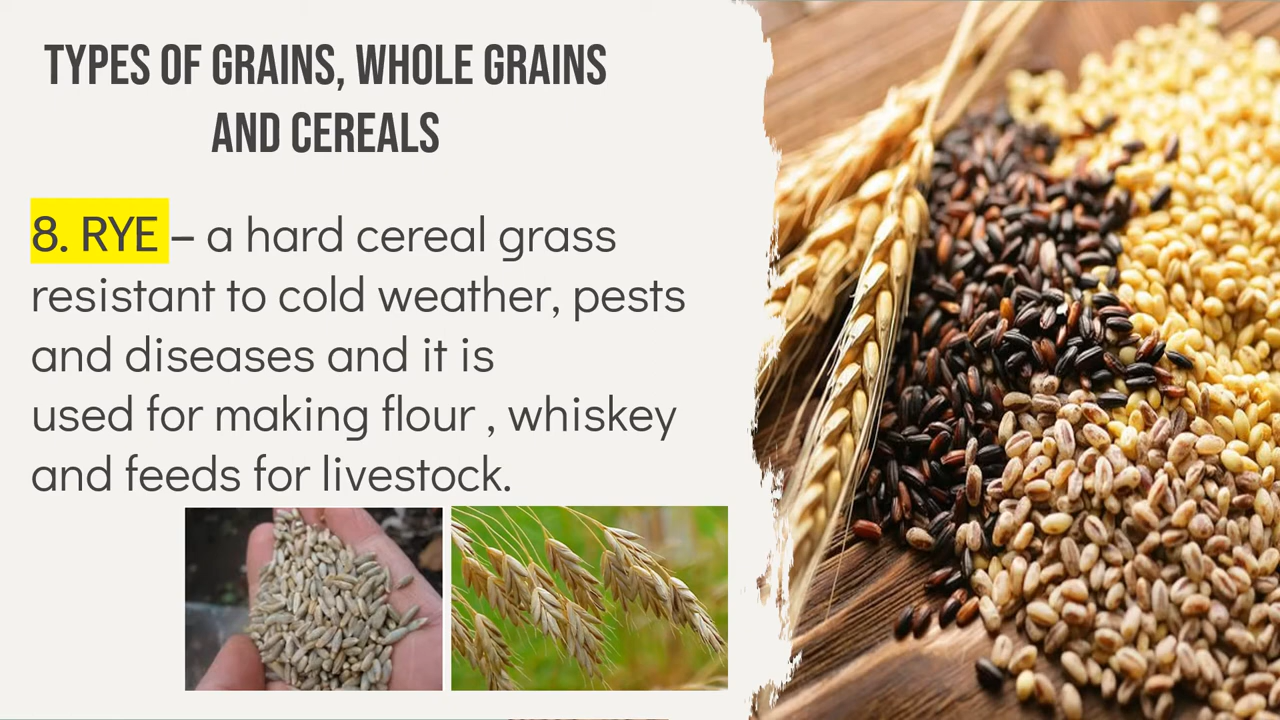 TYPES OF GRAINS, WHOLE GRAINS
AND CEREALS
8. RYE – a hard cereal grass
resistant to cold weather, pests
and diseases and it is
used for making flour , whiskey
and feeds for livestock.